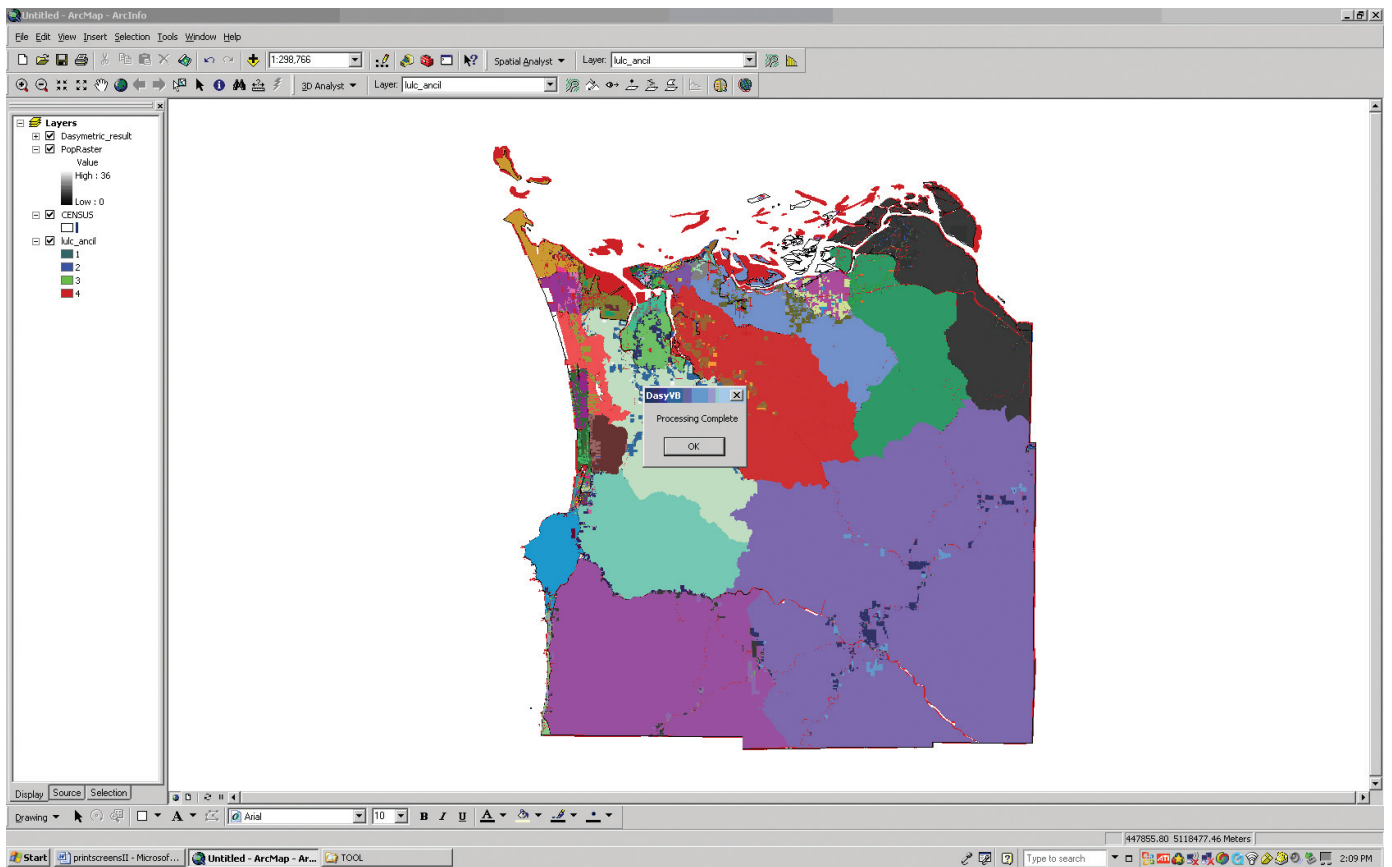 Untitled - ArcMap - ArcInfo
File Edit View Insert Selection Tools Window Help
1:298,766 Spatial Analyst Layer: lulc_ancil
3D Analyst Layer: lulc_ancil
Layers
Dasymetric_result
PopRaster
Value
High : 36
Low : 0
CENSUS
lulc_ancil
1
2
3
4
DasyVB
Processing Complete
OK
Display Source Selection
Drawing A Arial 10 B I U A
447855.80 5118477.46 Meters
Start printscreensII - Microsof... Untitled - ArcMap - Ar... TOOL Type to search 2:09 PM